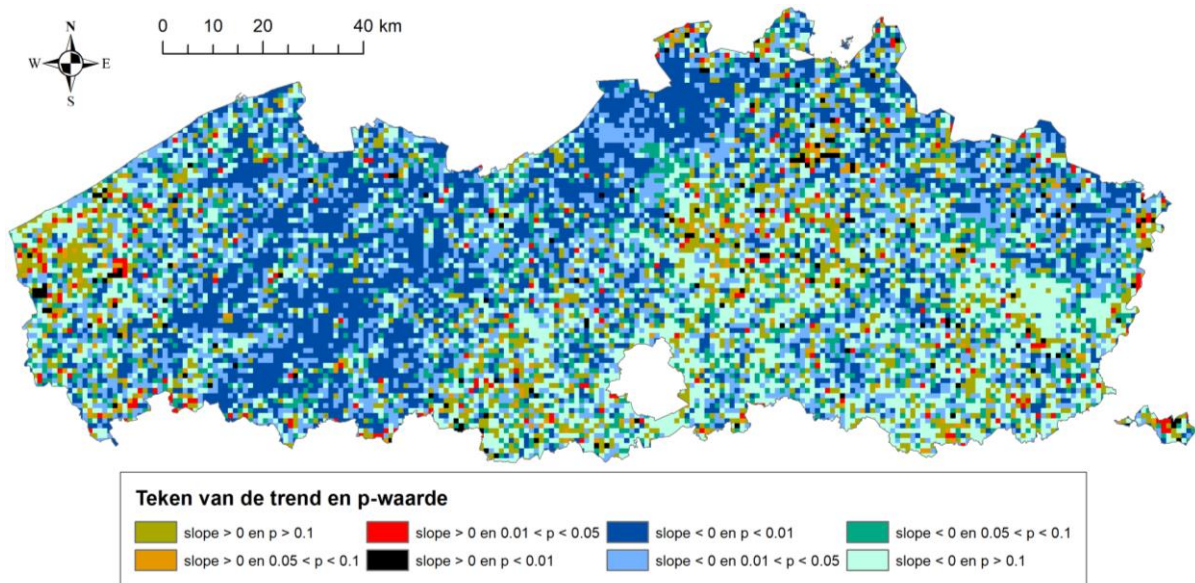 N
W E
S
0 10 20 40 km
Teken van de trend en p-waarde
slope > 0 en p > 0.1
slope > 0 en 0.01 < p < 0.05
slope < 0 en p < 0.01
slope < 0 en 0.05 < p < 0.1
slope > 0 en 0.05 < p < 0.1
slope > 0 en p < 0.01
slope < 0 en 0.01 < p < 0.05
slope < 0 en p > 0.1